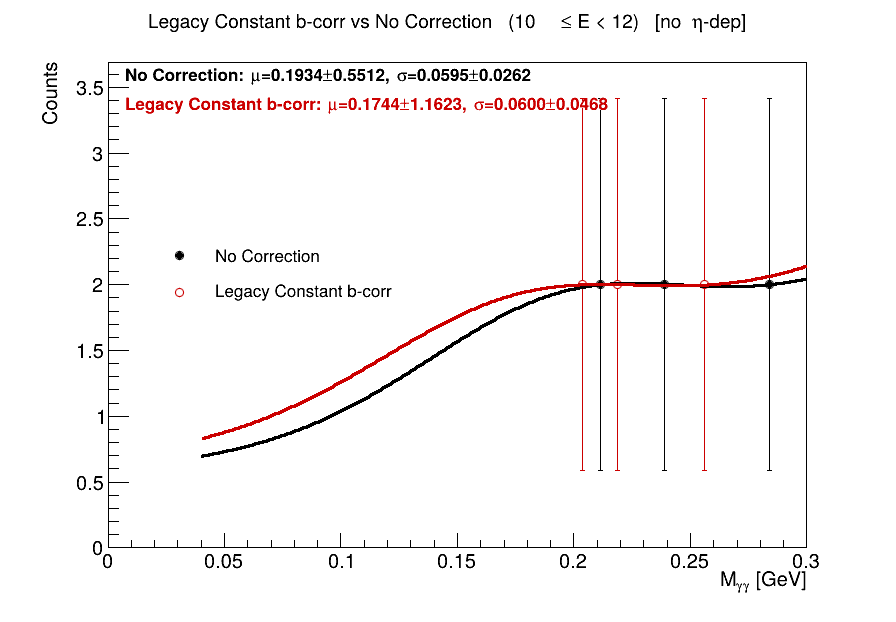 Legacy Constant b-corr vs No Correction (10 ≤ E < 12) [no η-dep]
Counts
No Correction: μ=0.1934±0.5512, σ=0.0595±0.0262
Legacy Constant b-corr: μ=0.1744±1.1623, σ=0.0600±0.0468
3.5
3
2.5
2
1.5
1
0.5
0
No Correction
Legacy Constant b-corr
0 0.05 0.1 0.15 0.2 0.25 0.3
Mγγ [GeV]